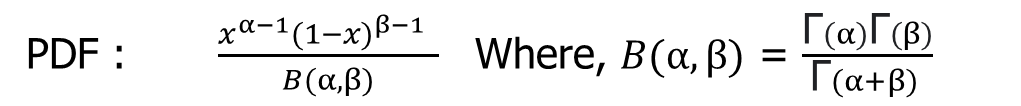 PDF : x^{α−1}(1−x)^{β−1} / B(α,β) Where, B(α, β) = Γ(α)Γ(β) / Γ(α+β)